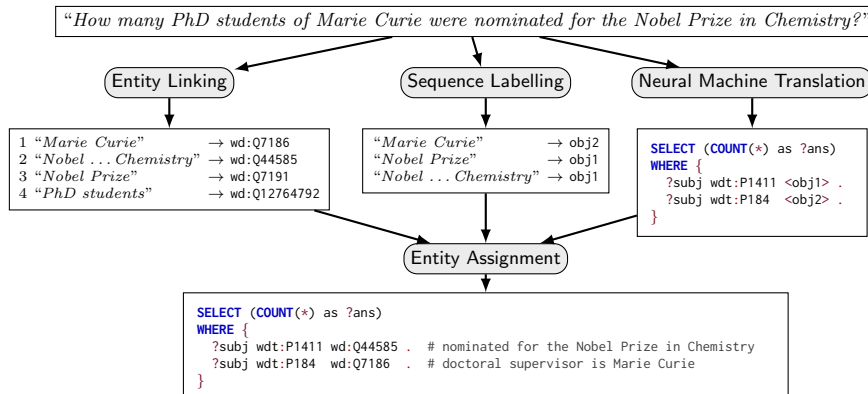 “How many PhD students of Marie Curie were nominated for the Nobel Prize in Chemistry?”
Entity Linking
Sequence Labelling
Neural Machine Translation
1 “Marie Curie” → wd:Q7186
2 “Nobel ... Chemistry” → wd:Q44585
3 “Nobel Prize” → wd:Q7191
4 “PhD students” → wd:Q12764792
“Marie Curie” → obj2
“Nobel Prize” → obj1
“Nobel ... Chemistry” → obj1
SELECT (COUNT(*) as ?ans)
WHERE {
?subj wdt:P1411 <obj1> .
?subj wdt:P184 <obj2> .
}
Entity Assignment
SELECT (COUNT(*) as ?ans)
WHERE {
?subj wdt:P1411 wd:Q44585 . # nominated for the Nobel Prize in Chemistry
?subj wdt:P184 wd:Q7186 . # doctoral supervisor is Marie Curie
}